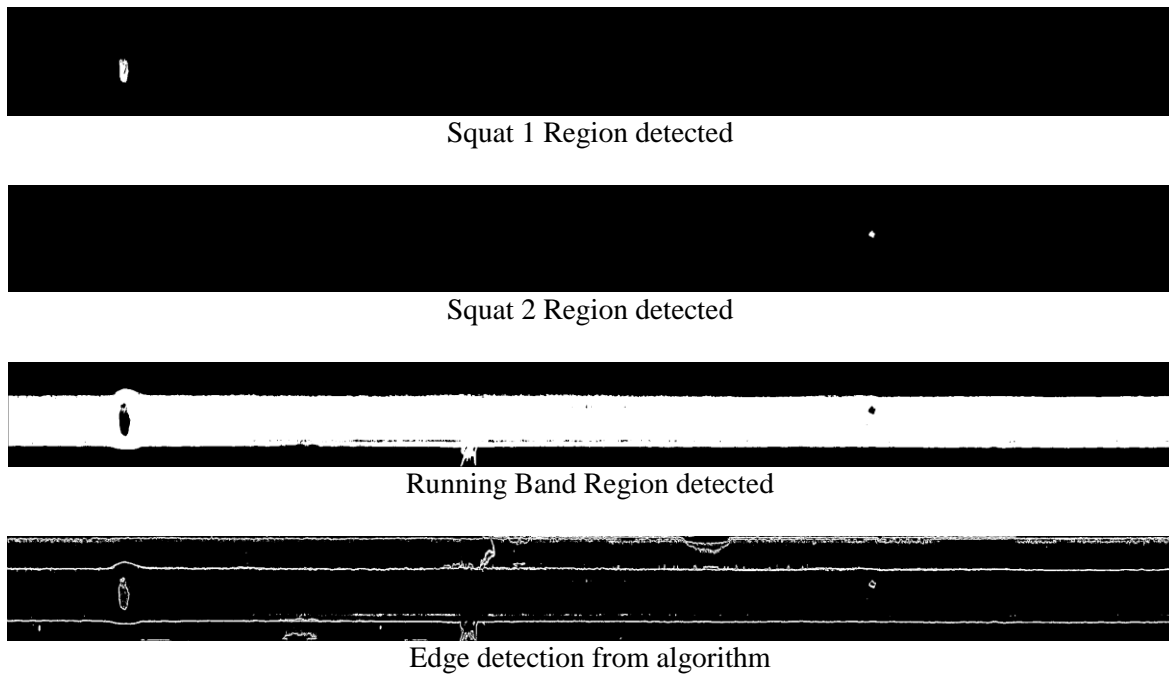 Squat 1 Region detected
Squat 2 Region detected
Running Band Region detected
Edge detection from algorithm